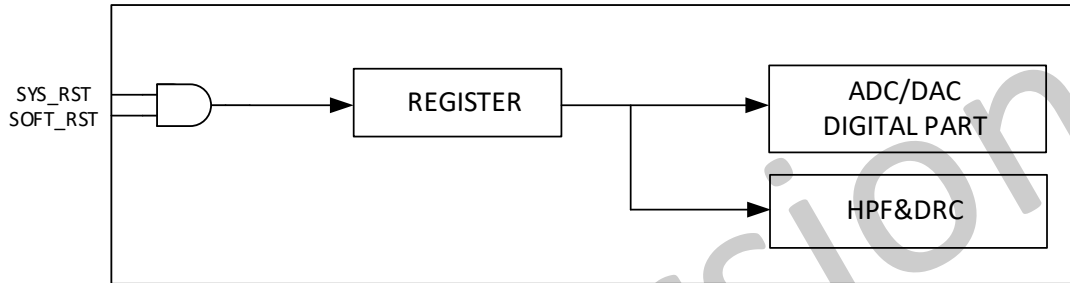 SYS_RST
SOFT_RST
REGISTER
ADC/DAC
DIGITAL PART
HPF&DRC